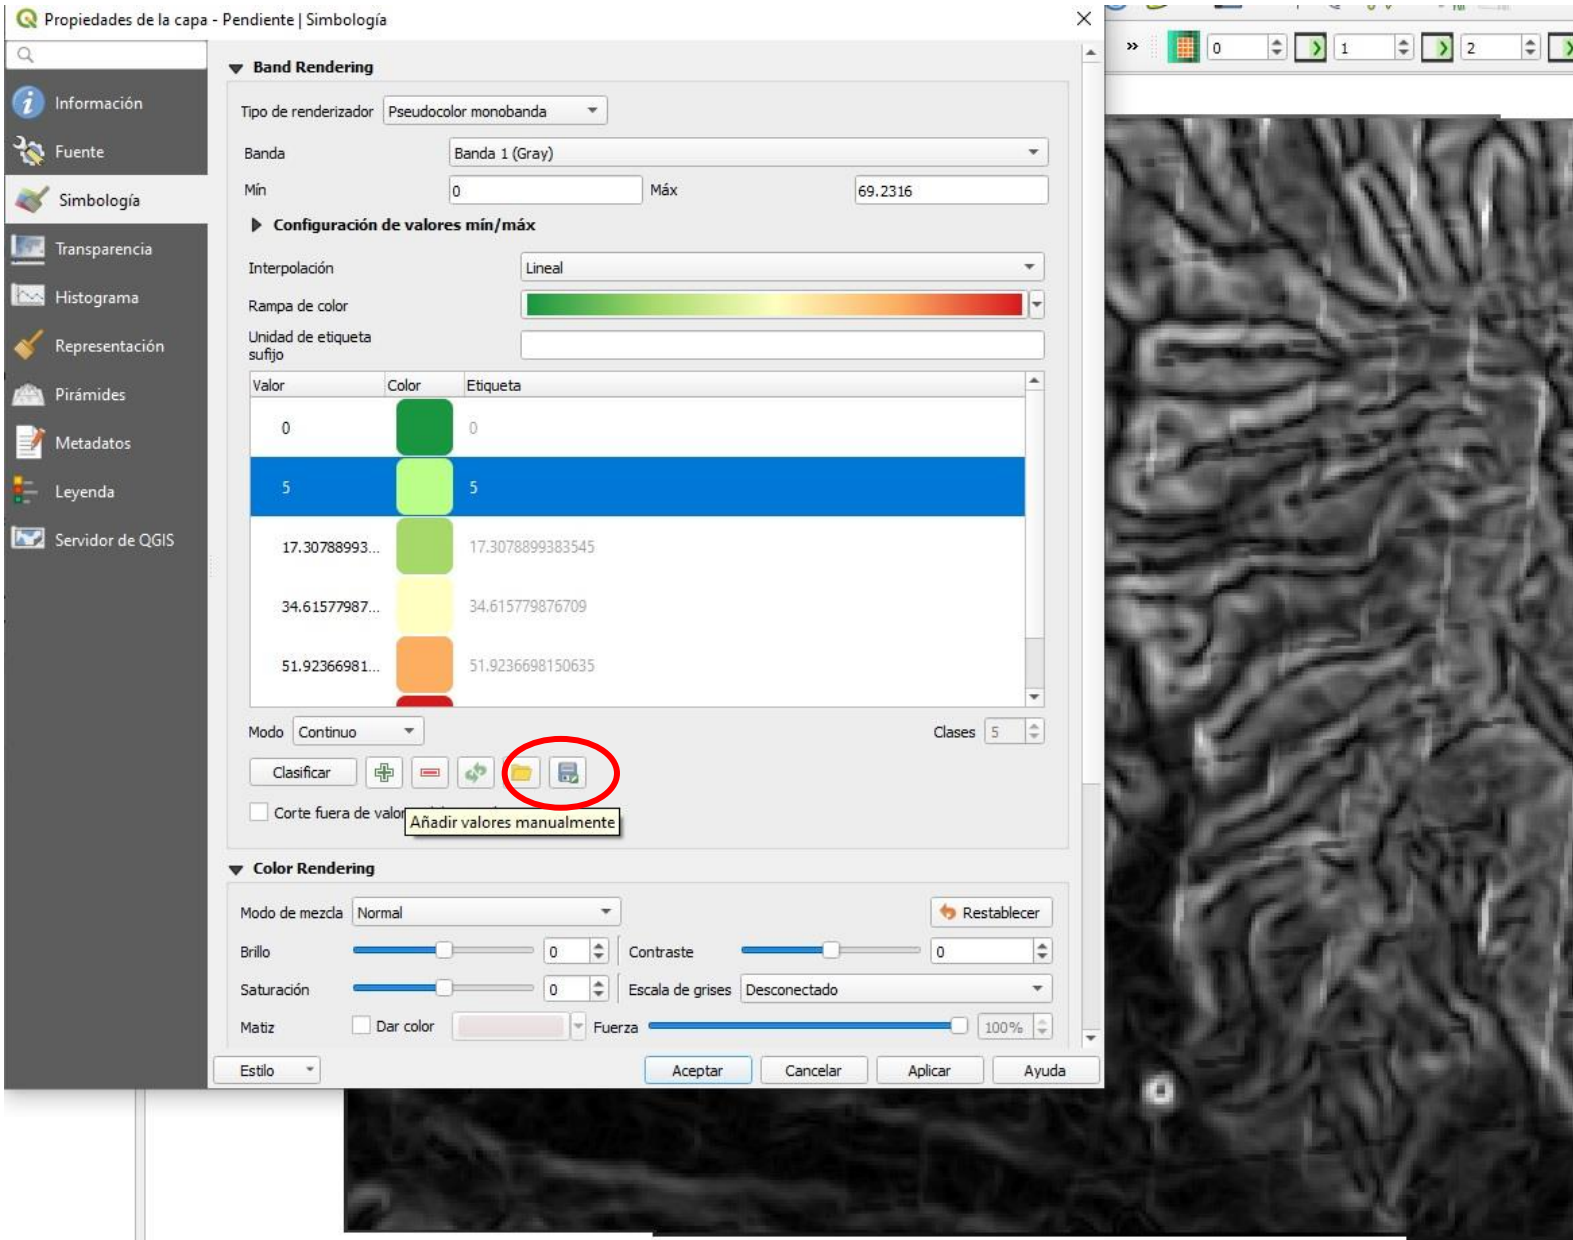 Propiedades de la capa - Pendiente | Simbología
Información
Fuente
Simbología
Transparencia
Histograma
Representación
Pirámides
Metadatos
Leyenda
Servidor de QGIS
Band Rendering
Tipo de renderizador Pseudocolor monobanda
Banda Banda 1 (Gray)
Mín 0 Máx 69.2316
Configuración de valores mín/máx
Interpolación Lineal
Rampa de color
Unidad de etiqueta
sufijo
Valor Color Etiqueta
0 0
5 5
17.30788993... 17.3078899383545
34.61577987... 34.615779876709
51.92366981... 51.9236698150635
Modo Continuo Clases 5
Clasificar
Corte fuera de valor
Añadir valores manualmente
Color Rendering
Modo de mezcla Normal Restablecer
Brillo 0 Contraste 0
Saturación 0 Escala de grises Desconectado
Matiz Dar color Fuerza 100%
Estilo Aceptar Cancelar Aplicar Ayuda
» 0 1 2